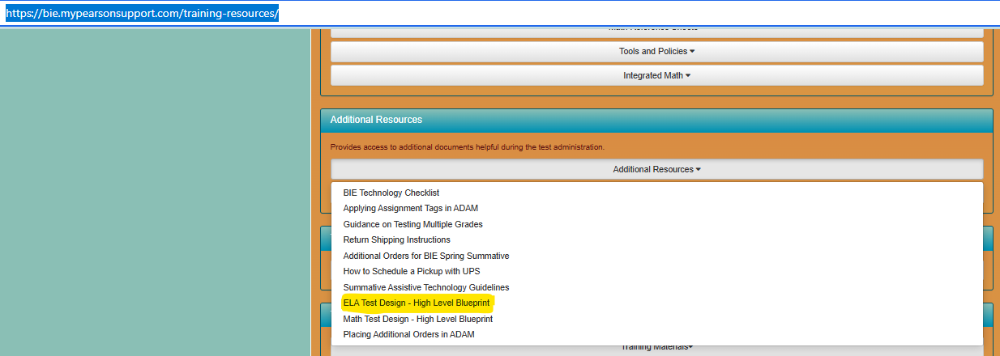 https://bie.mypearsonsupport.com/training-resources/
Math Reference Sheets
Tools and Policies
Integrated Math
Additional Resources
Provides access to additional documents helpful during the test administration.
Additional Resources
BIE Technology Checklist
Applying Assignment Tags in ADAM
Guidance on Testing Multiple Grades
Return Shipping Instructions
Additional Orders for BIE Spring Summative
How to Schedule a Pickup with UPS
Summative Assistive Technology Guidelines
ELA Test Design - High Level Blueprint
Math Test Design - High Level Blueprint
Placing Additional Orders in ADAM
Training Materials